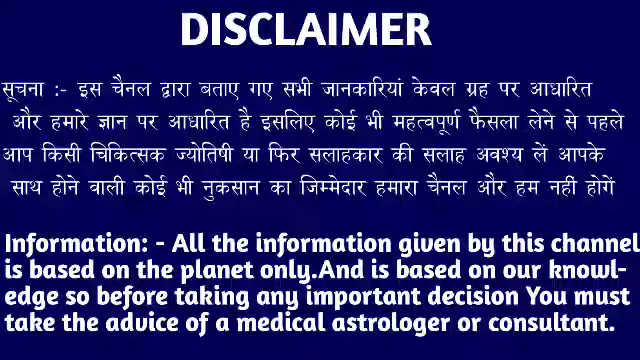 DISCLAIMER
सूचना :- इस चैनल द्वारा बताए गए सभी जानकारियां केवल ग्रह पर आधारित
और हमारे ज्ञान पर आधारित है इसलिए कोई भी महत्वपूर्ण फैसला लेने से पहले
आप किसी चिकित्सक ज्योतिषी या फिर सलाहकार की सलाह अवश्य लें आपके
साथ होने वाली कोई भी नुकसान का जिम्मेदार हमारा चैनल और हम नहीं होगें
Information: - All the information given by this channel
is based on the planet only.And is based on our knowl-
edge so before taking any important decision You must
take the advice of a medical astrologer or consultant.